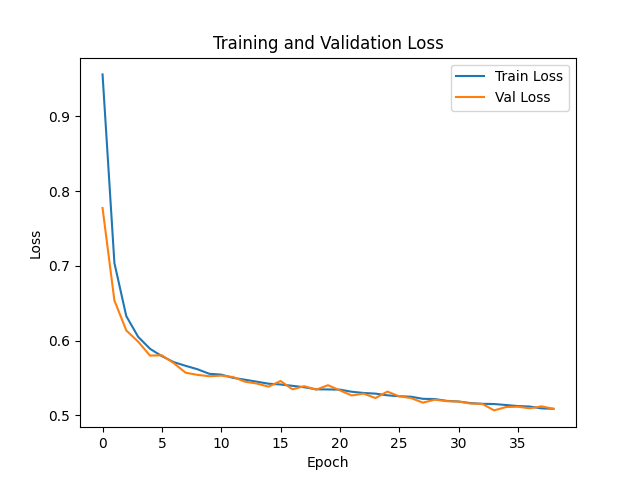 Training and Validation Loss
Train Loss
Val Loss
0.9
0.8
0.7
0.6
0.5
Loss
0 5 10 15 20 25 30 35
Epoch